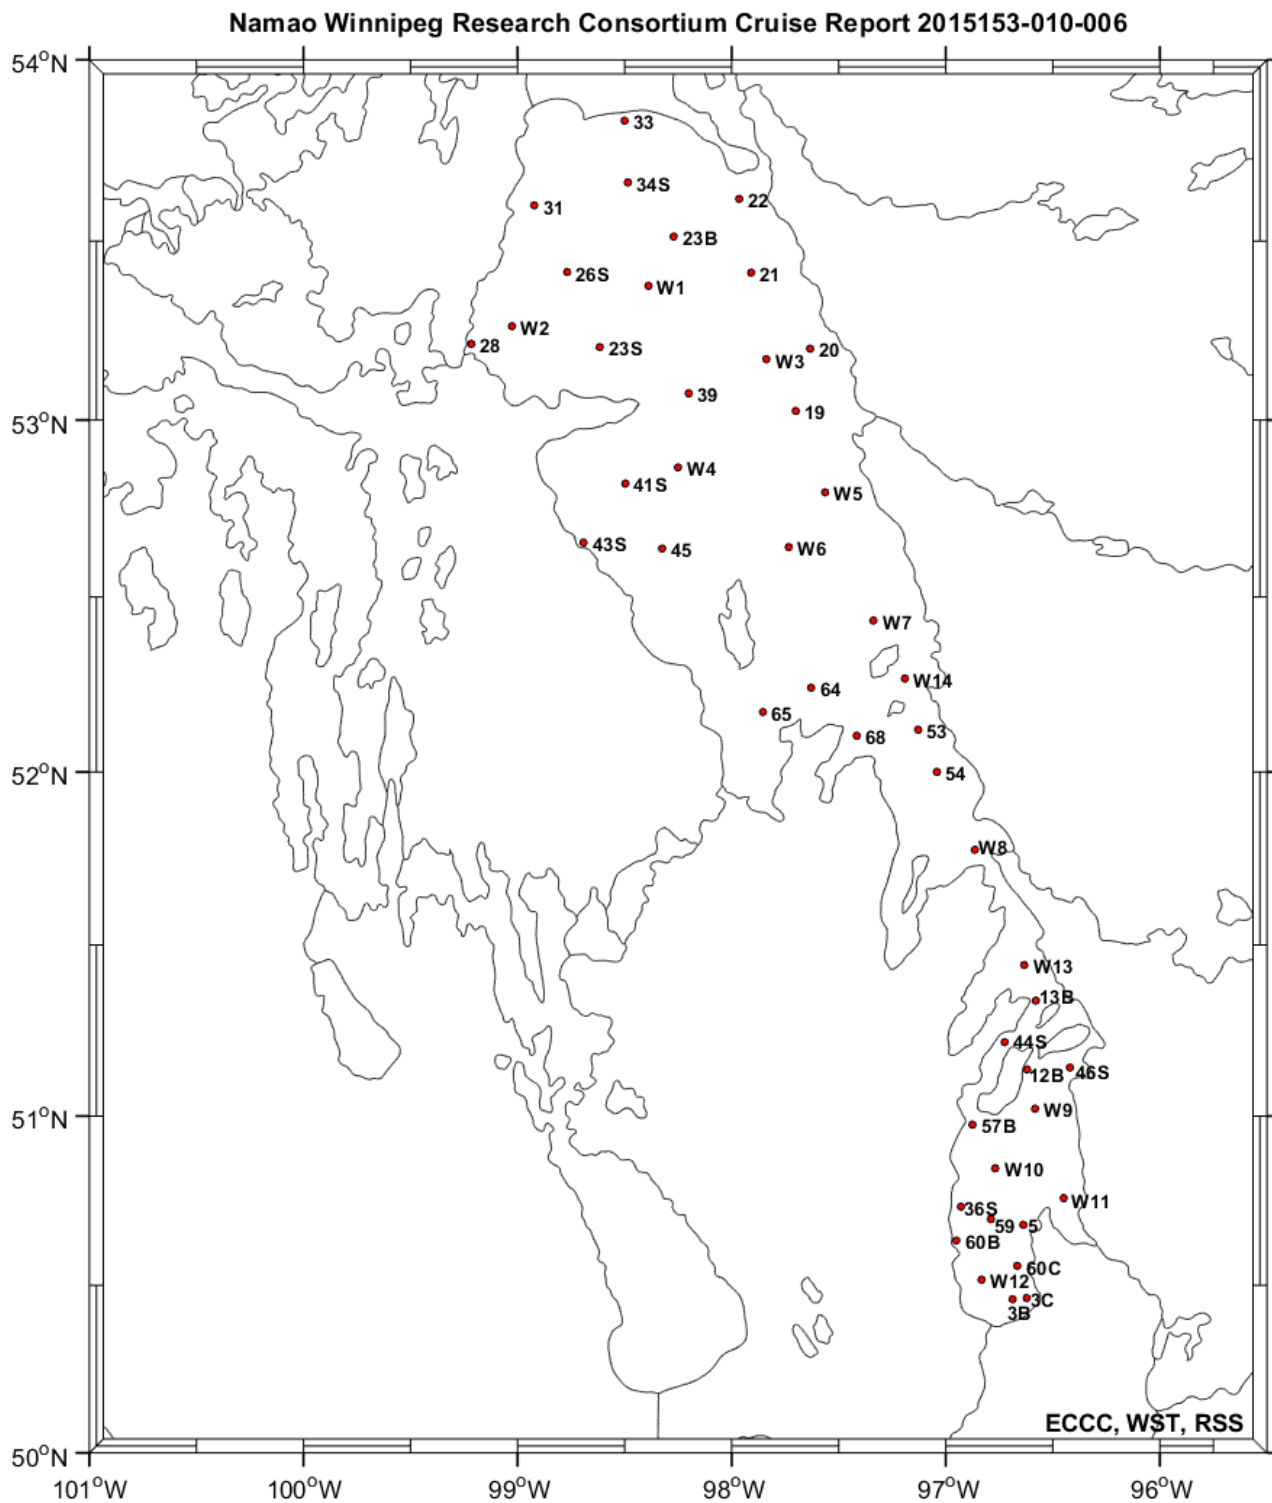 Namao Winnipeg Research Consortium Cruise Report 2015153-010-006
54°N
33
34S
22
31
23B
26S
21
W1
W2
28
23S
20
W3
39
19
53°N
W4
41S
W5
43S
45
W6
W7
W14
64
65
53
68
52°N
54
W8
W13
13B
44S
12B
46S
W9
51°N
57B
W10
W11
36S
59
5
60B
60C
W12
3C
3B
ECCC, WST, RSS
50°N
101°W
100°W
99°W
98°W
97°W
96°W